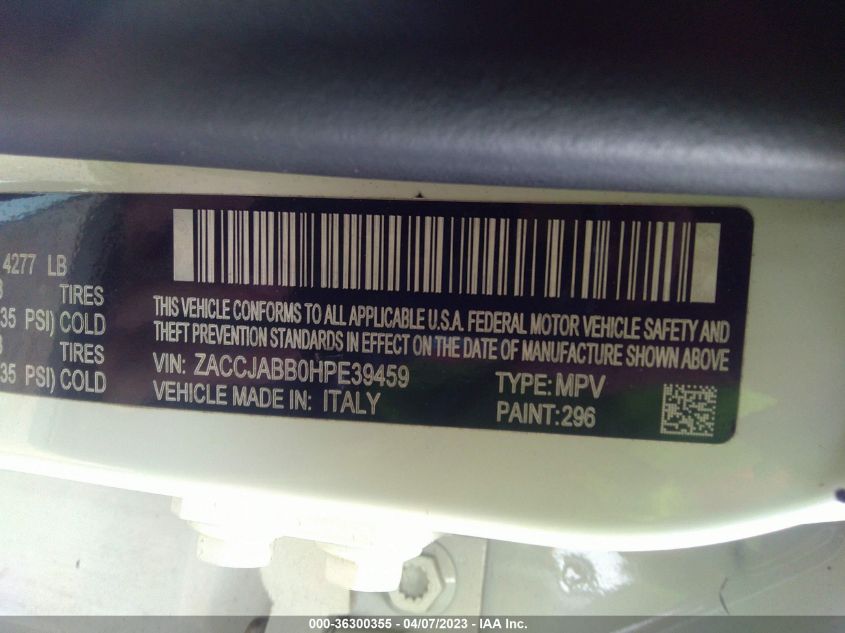 4277 LB
TIRES
35 PSI) COLD
TIRES
35 PSI) COLD
THIS VEHICLE CONFORMS TO ALL APPLICABLE U.S.A. FEDERAL MOTOR VEHICLE SAFETY AND
THEFT PREVENTION STANDARDS IN EFFECT ON THE DATE OF MANUFACTURE SHOWN ABOVE
VIN: ZACCJABB0HPE39459 TYPE: MPV
VEHICLE MADE IN: ITALY PAINT:296
000-36300355 - 04/07/2023 - IAA Inc.